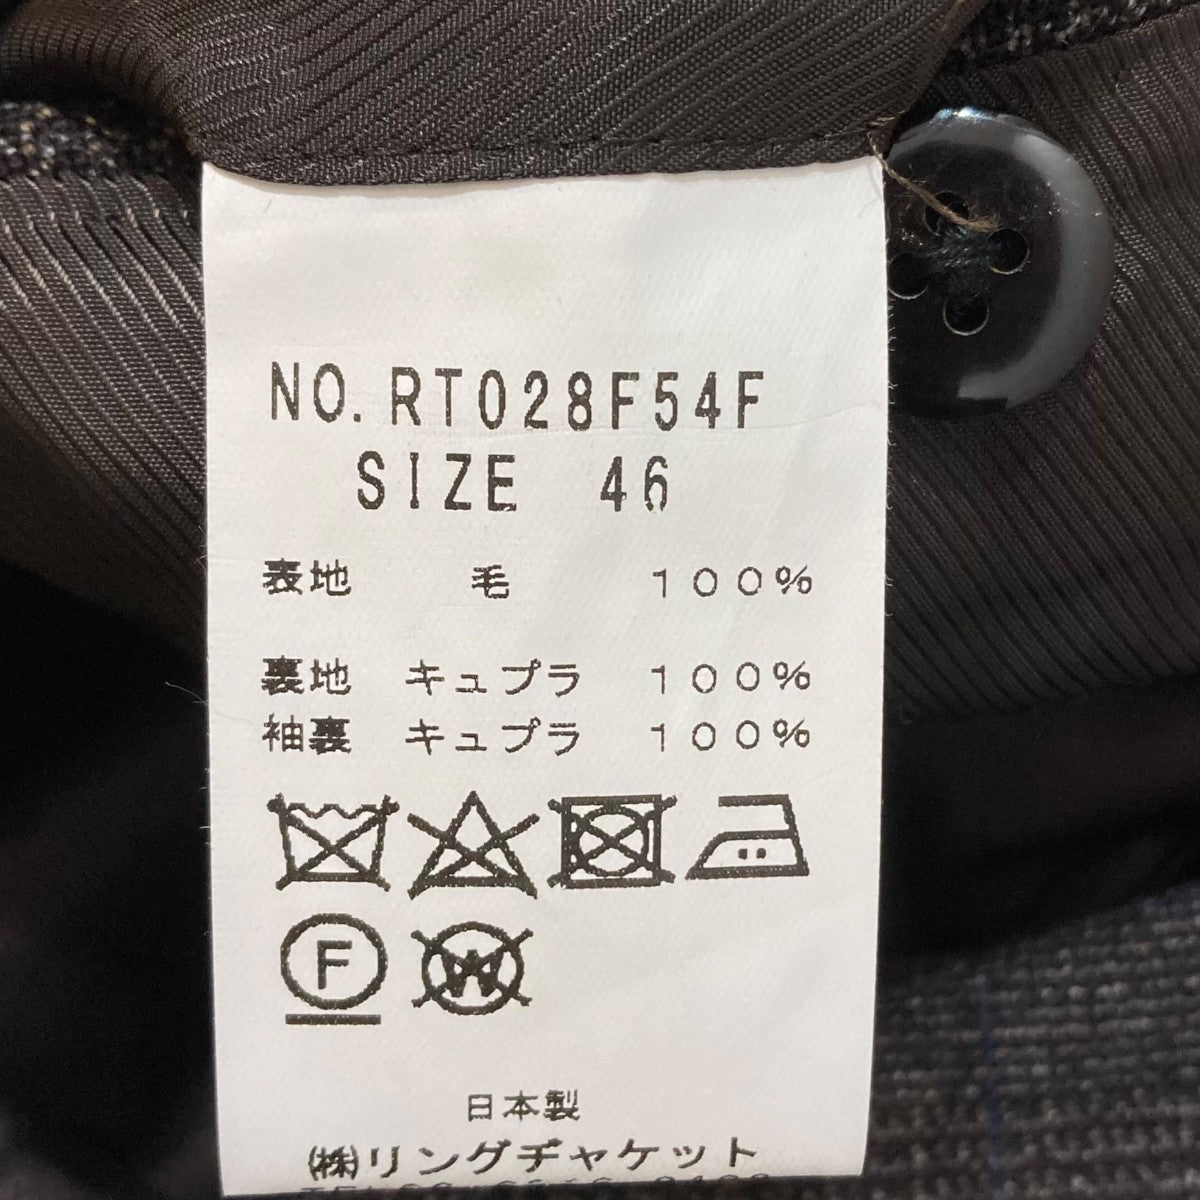 NO. RT028F54F
SIZE 46
表地 毛 100%
裏地 キュプラ 100%
袖裏 キュプラ 100%
F
W
日本製
㈱リングヂャケット